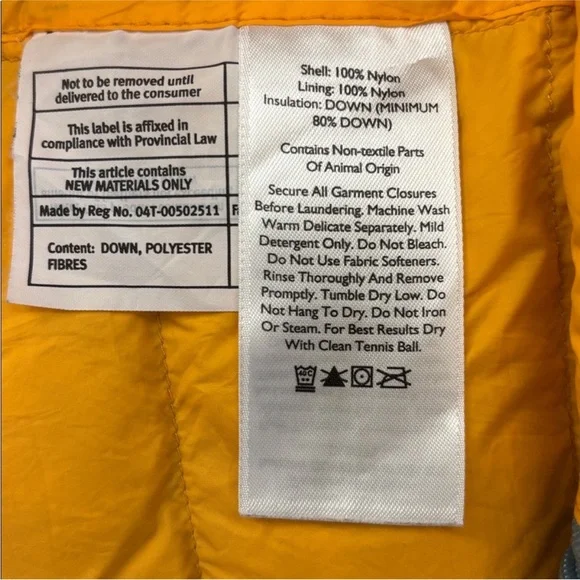 Not to be removed until
delivered to the consumer
This label is affixed in
compliance with Provincial Law
This article contains
NEW MATERIALS ONLY
Made by Reg No. 04T-00502511
Content: DOWN, POLYESTER
FIBRES
Shell: 100% Nylon
Lining: 100% Nylon
Insulation: DOWN (MINIMUM
80% DOWN)
Contains Non-textile Parts
Of Animal Origin
Secure All Garment Closures
Before Laundering. Machine Wash
Warm Delicate Separately. Mild
Detergent Only. Do Not Bleach.
Do Not Use Fabric Softeners.
Rinse Thoroughly And Remove
Promptly. Tumble Dry Low. Do
Not Hang To Dry. Do Not Iron
Or Steam. For Best Results Dry
With Clean Tennis Ball.
40°C